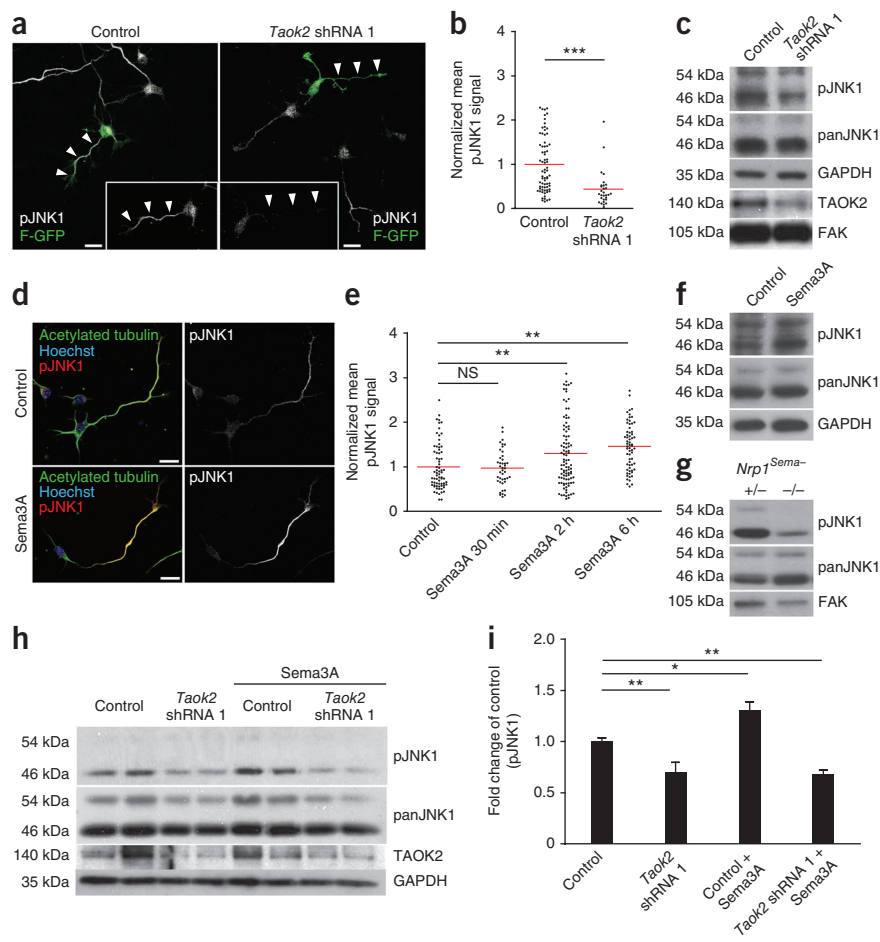 a
Control
Taok2 shRNA 1
pJNK1
F-GFP
pJNK1
F-GFP
b
Normalized mean
pJNK1 signal
4
3
2
1
0
***
Control
Taok2
shRNA 1
c
Control
Taok2
shRNA 1
54 kDa
46 kDa
pJNK1
46 kDa
panJNK1
35 kDa
GAPDH
140 kDa
TAOK2
105 kDa
FAK
d
Control
Acetylated tubulin
Hoechst
pJNK1
pJNK1
Sema3A
Acetylated tubulin
Hoechst
pJNK1
pJNK1
e
Normalized mean
pJNK1 signal
4
3
2
1
0
**
**
NS
Control
Sema3A 30 min
Sema3A 2 h
Sema3A 6 h
f
Control
Sema3A
54 kDa
46 kDa
pJNK1
54 kDa
46 kDa
panJNK1
35 kDa
GAPDH
g
Nrp1Sema–
+/–
–/–
54 kDa
46 kDa
pJNK1
54 kDa
46 kDa
panJNK1
105 kDa
FAK
h
Sema3A
Control
Taok2
shRNA 1
Control
Taok2
shRNA 1
54 kDa
46 kDa
pJNK1
54 kDa
46 kDa
panJNK1
140 kDa
TAOK2
35 kDa
GAPDH
i
Fold change of control
(pJNK1)
2.0
1.5
1.0
0.5
0
**
*
**
Control
Taok2
shRNA 1
Control +
Sema3A
Taok2 shRNA 1 +
Sema3A